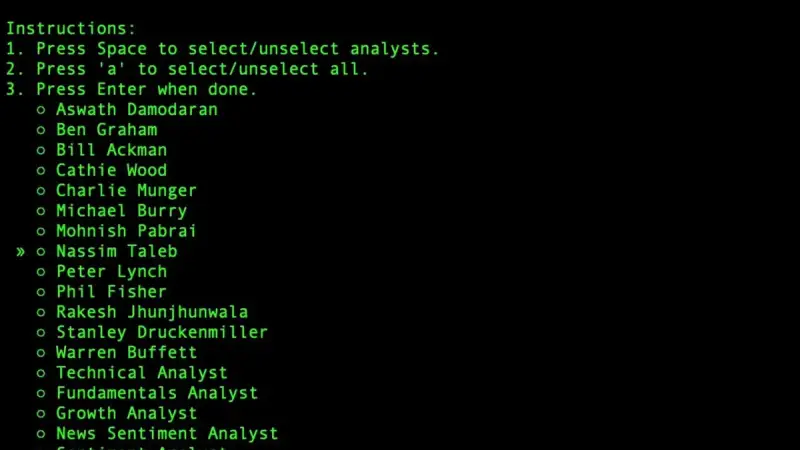 Instructions:
1. Press Space to select/unselect analysts.
2. Press 'a' to select/unselect all.
3. Press Enter when done.
○ Aswath Damodaran
○ Ben Graham
○ Bill Ackman
○ Cathie Wood
○ Charlie Munger
○ Michael Burry
○ Mohnish Pabrai
» ○ Nassim Taleb
○ Peter Lynch
○ Phil Fisher
○ Rakesh Jhunjhunwala
○ Stanley Druckenmiller
○ Warren Buffett
○ Technical Analyst
○ Fundamentals Analyst
○ Growth Analyst
○ News Sentiment Analyst